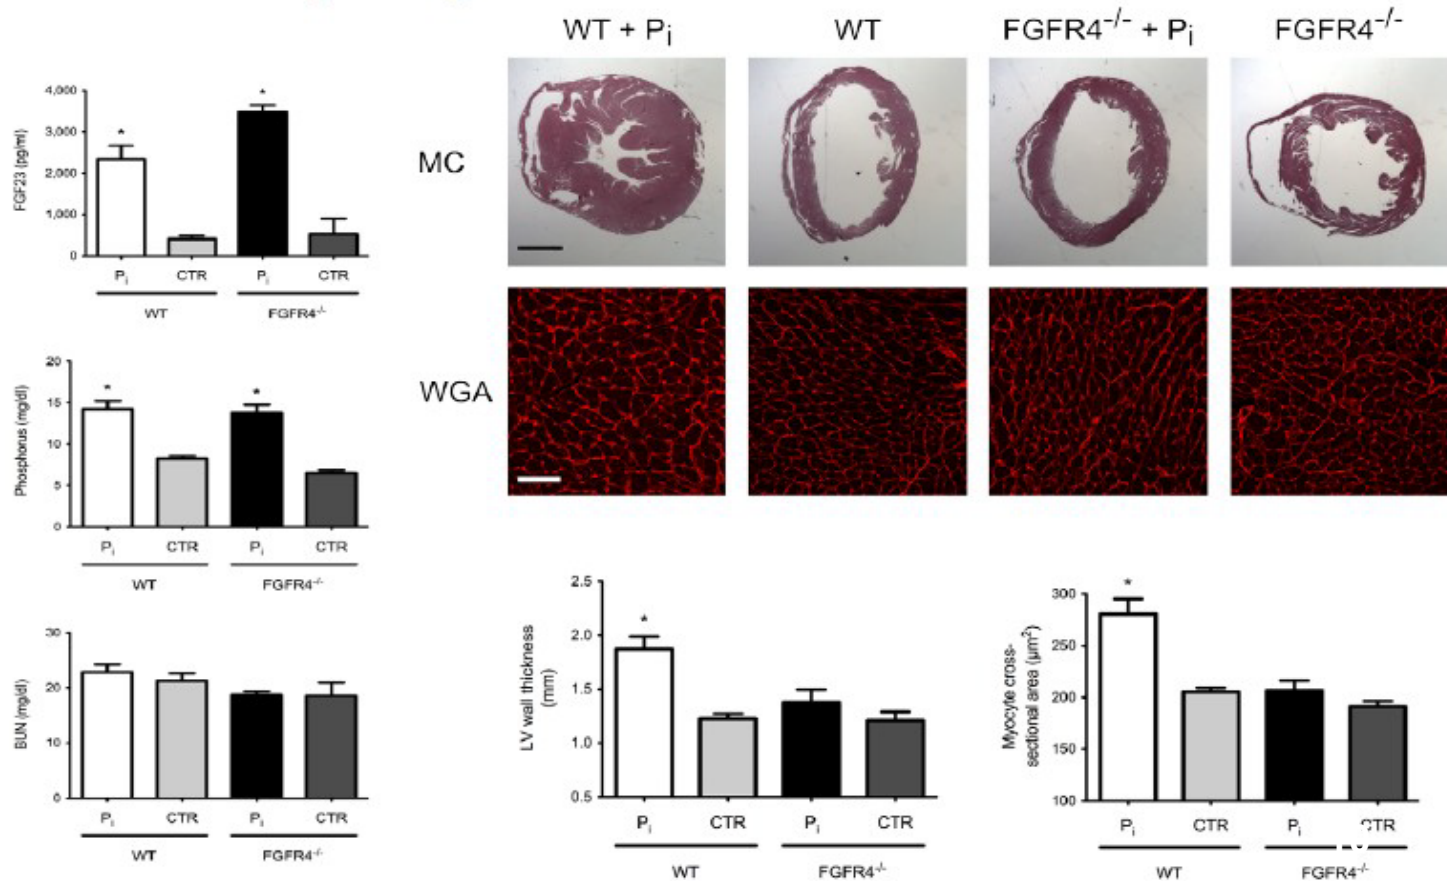 WT + Pi
WT
FGFR4-/- + Pi
FGFR4-/-
MC
WGA
FGF23 (pg/ml)
4,000
3,000
2,000
1,000
0
Pi CTR Pi CTR
WT FGFR4-/-
*
*
Phosphorus (mg/dl)
20
15
10
5
0
Pi CTR Pi CTR
WT FGFR4-/-
*
*
BUN (mg/dl)
30
20
10
0
Pi CTR Pi CTR
WT FGFR4-/-
LV wall thickness
(mm)
2.5
2.0
1.5
1.0
0.5
*
Pi CTR Pi CTR
WT FGFR4-/-
Myocyte cross-
sectional area (µm²)
300
250
200
150
100
*
Pi CTR Pi CTR
WT FGFR4-/-